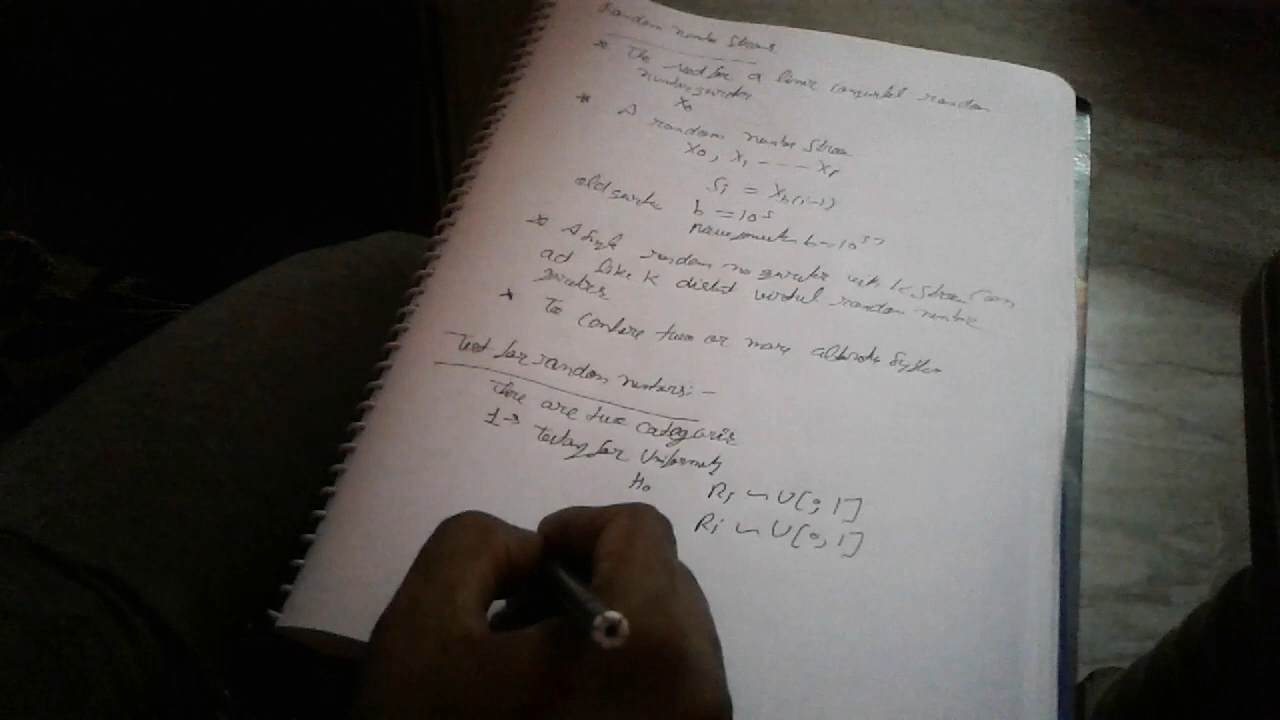 Random number Streams
* The seed for a linear congruential random
number generator
X0
* A random number Stream
X0, X1 - - - - Xi
Si = Xb(i-1)
old generator b = 10^5
b = 10^37
* A Single random no generator with K Stream can
act like K distinct virtual random number
generators
* To compare two or more alternate System
Test for random numbers: -
There are two categories
1 → Testing for Uniformity
H0 Ri ~ U[0, 1]
Ri ~ U[0, 1]